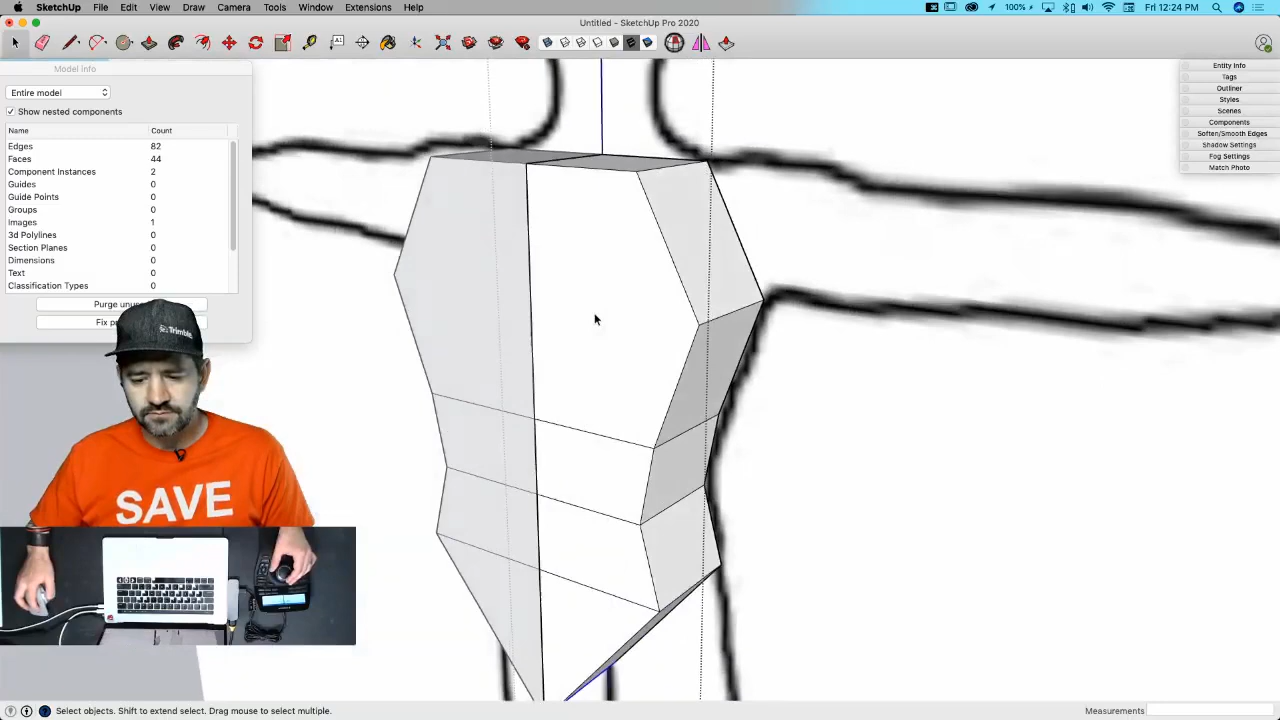 SketchUp File Edit View Draw Camera Tools Window Extensions Help
100% Fri 12:24 PM
Untitled - SketchUp Pro 2020
Model Info
Entire model
Show nested components
Name Count
Edges 82
Faces 44
Component Instances 2
Guides 0
Guide Points 0
Groups 0
Images 1
3d Polylines 0
Section Planes 0
Dimensions 0
Text 0
Classification Types 0
Entity Info
Tags
Outliner
Styles
Scenes
Components
Soften/Smooth Edges
Shadow Settings
Fog Settings
Match Photo
Trimble
SAVE
Select objects. Shift to extend select. Drag mouse to select multiple.
Measurements